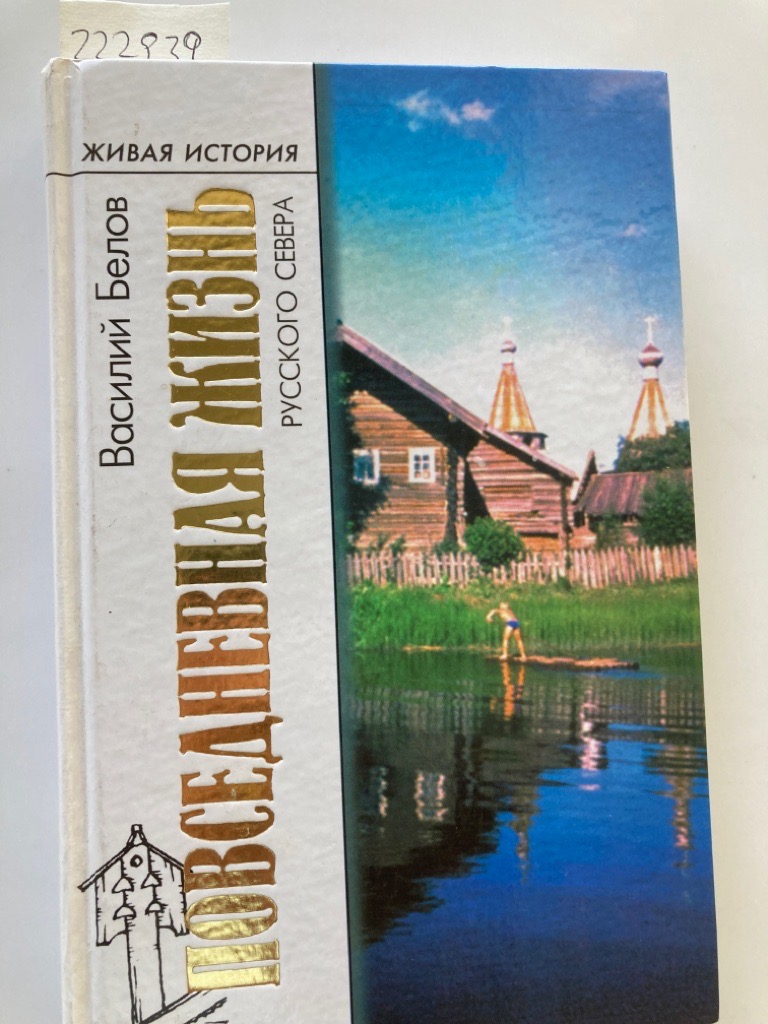 222939
ЖИВАЯ ИСТОРИЯ
Василий Белов
ПОВСЕДНЕВНАЯ ЖИЗНЬ
РУССКОГО СЕВЕРА